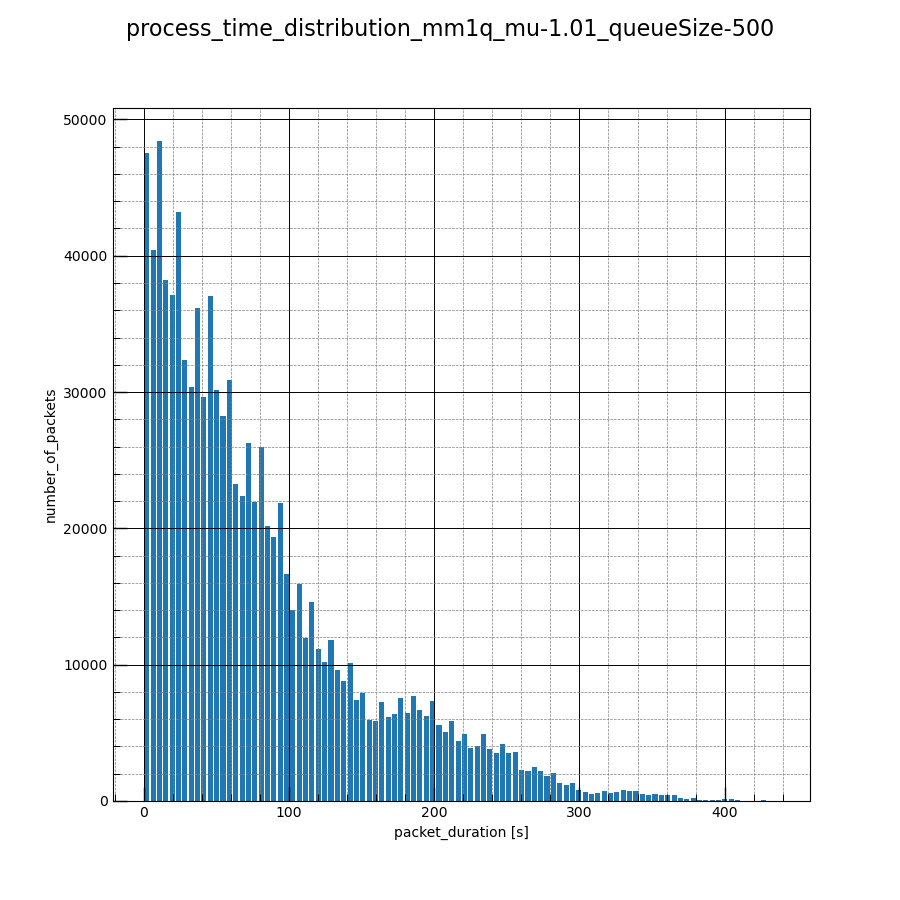 process_time_distribution_mm1q_mu-1.01_queueSize-500
50000
40000
30000
20000
10000
0
number_of_packets
0 100 200 300 400
packet_duration [s]